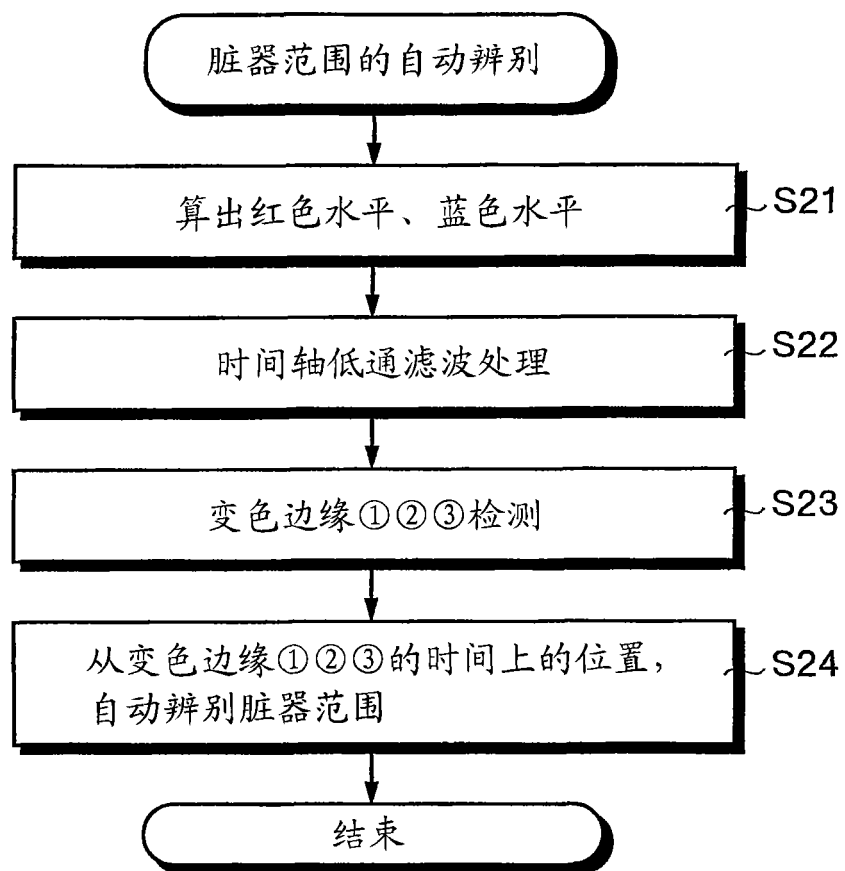 脏器范围的自动辨别
算出红色水平、蓝色水平
S21
时间轴低通滤波处理
S22
变色边缘①②③检测
S23
从变色边缘①②③的时间上的位置，
自动辨别脏器范围
S24
结束